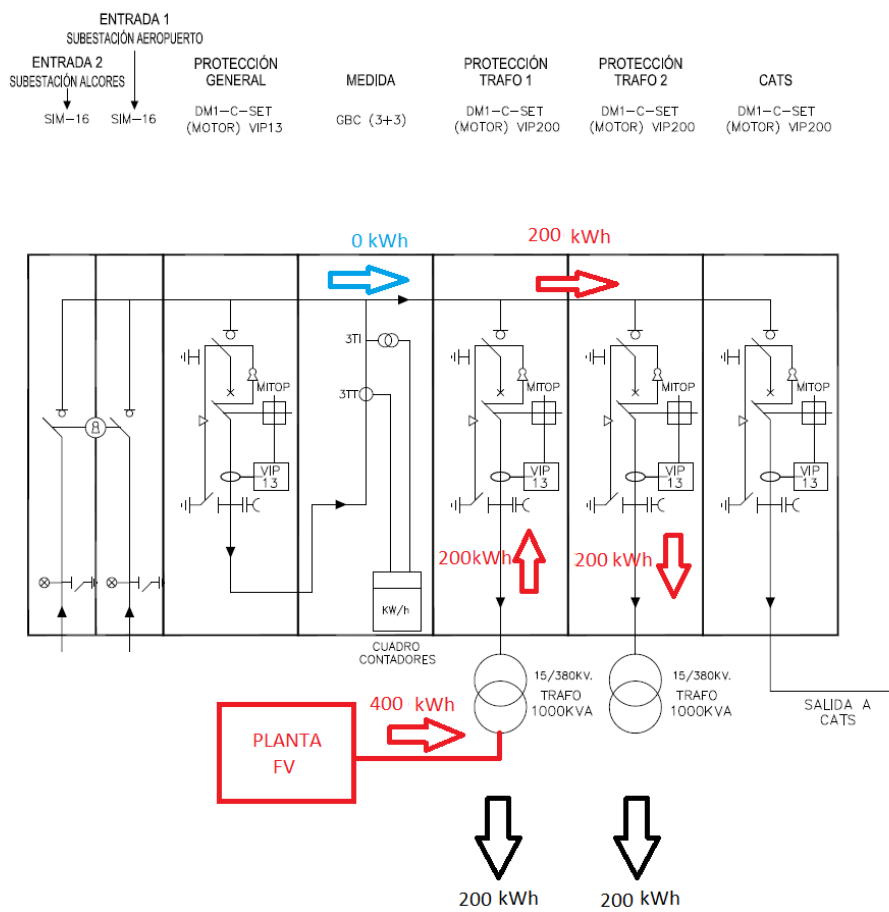 ENTRADA 1
SUBESTACIÓN AEROPUERTO
ENTRADA 2
SUBESTACIÓN ALCORES
PROTECCIÓN
GENERAL
MEDIDA
PROTECCIÓN
TRAFO 1
PROTECCIÓN
TRAFO 2
CATS
SIM-16
SIM-16
DM1-C-SET
(MOTOR) VIP13
GBC (3+3)
DM1-C-SET
(MOTOR) VIP200
DM1-C-SET
(MOTOR) VIP200
DM1-C-SET
(MOTOR) VIP200
0 kWh
200 kWh
3TI
3TT
MITOP
MITOP
MITOP
MITOP
VIP
13
VIP
13
VIP
13
VIP
13
200kWh
200 kWh
KW/h
CUADRO
CONTADORES
15/380KV.
TRAFO
1000KVA
15/380KV.
TRAFO
1000KVA
SALIDA A
CATS
400 kWh
PLANTA
FV
200 kWh
200 kWh